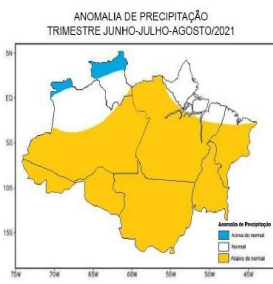 ANOMALIA DE PRECIPITAÇÃO
TRIMESTRE JUNHO-JULHO-AGOSTO/2021
5N
EQ
5S
10S
15S
75W 70W 65W 60W 55W 50W 45W
Anomalia de Precipitação
Acima do normal
Normal
Abaixo do normal